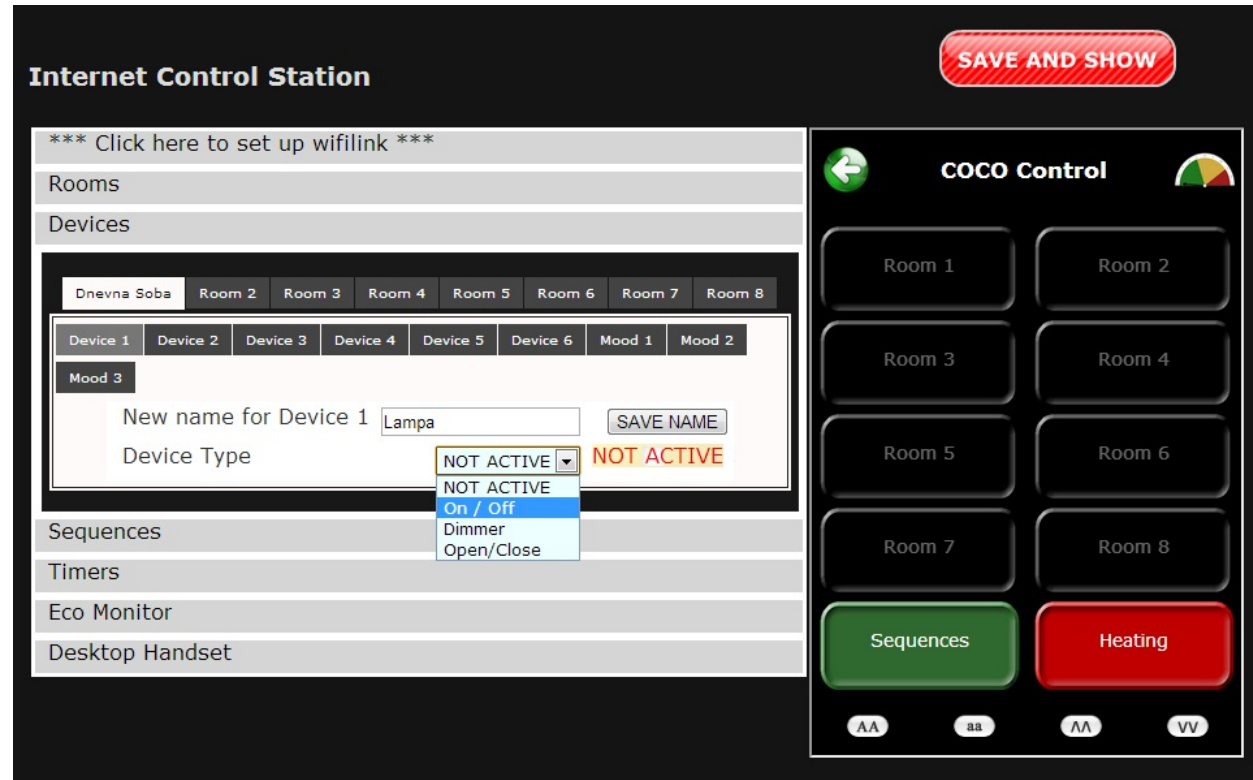 SAVE AND SHOW
Internet Control Station
*** Click here to set up wifilink ***
Rooms
Devices
Dnevna Soba Room 2 Room 3 Room 4 Room 5 Room 6 Room 7 Room 8
Device 1 Device 2 Device 3 Device 4 Device 5 Device 6 Mood 1 Mood 2
Mood 3
New name for Device 1 Lampa SAVE NAME
Device Type NOT ACTIVE NOT ACTIVE
NOT ACTIVE
On / Off
Dimmer
Open/Close
Sequences
Timers
Eco Monitor
Desktop Handset
COCO Control
Room 1 Room 2
Room 3 Room 4
Room 5 Room 6
Room 7 Room 8
Sequences Heating
AA aa ΛΛ VV